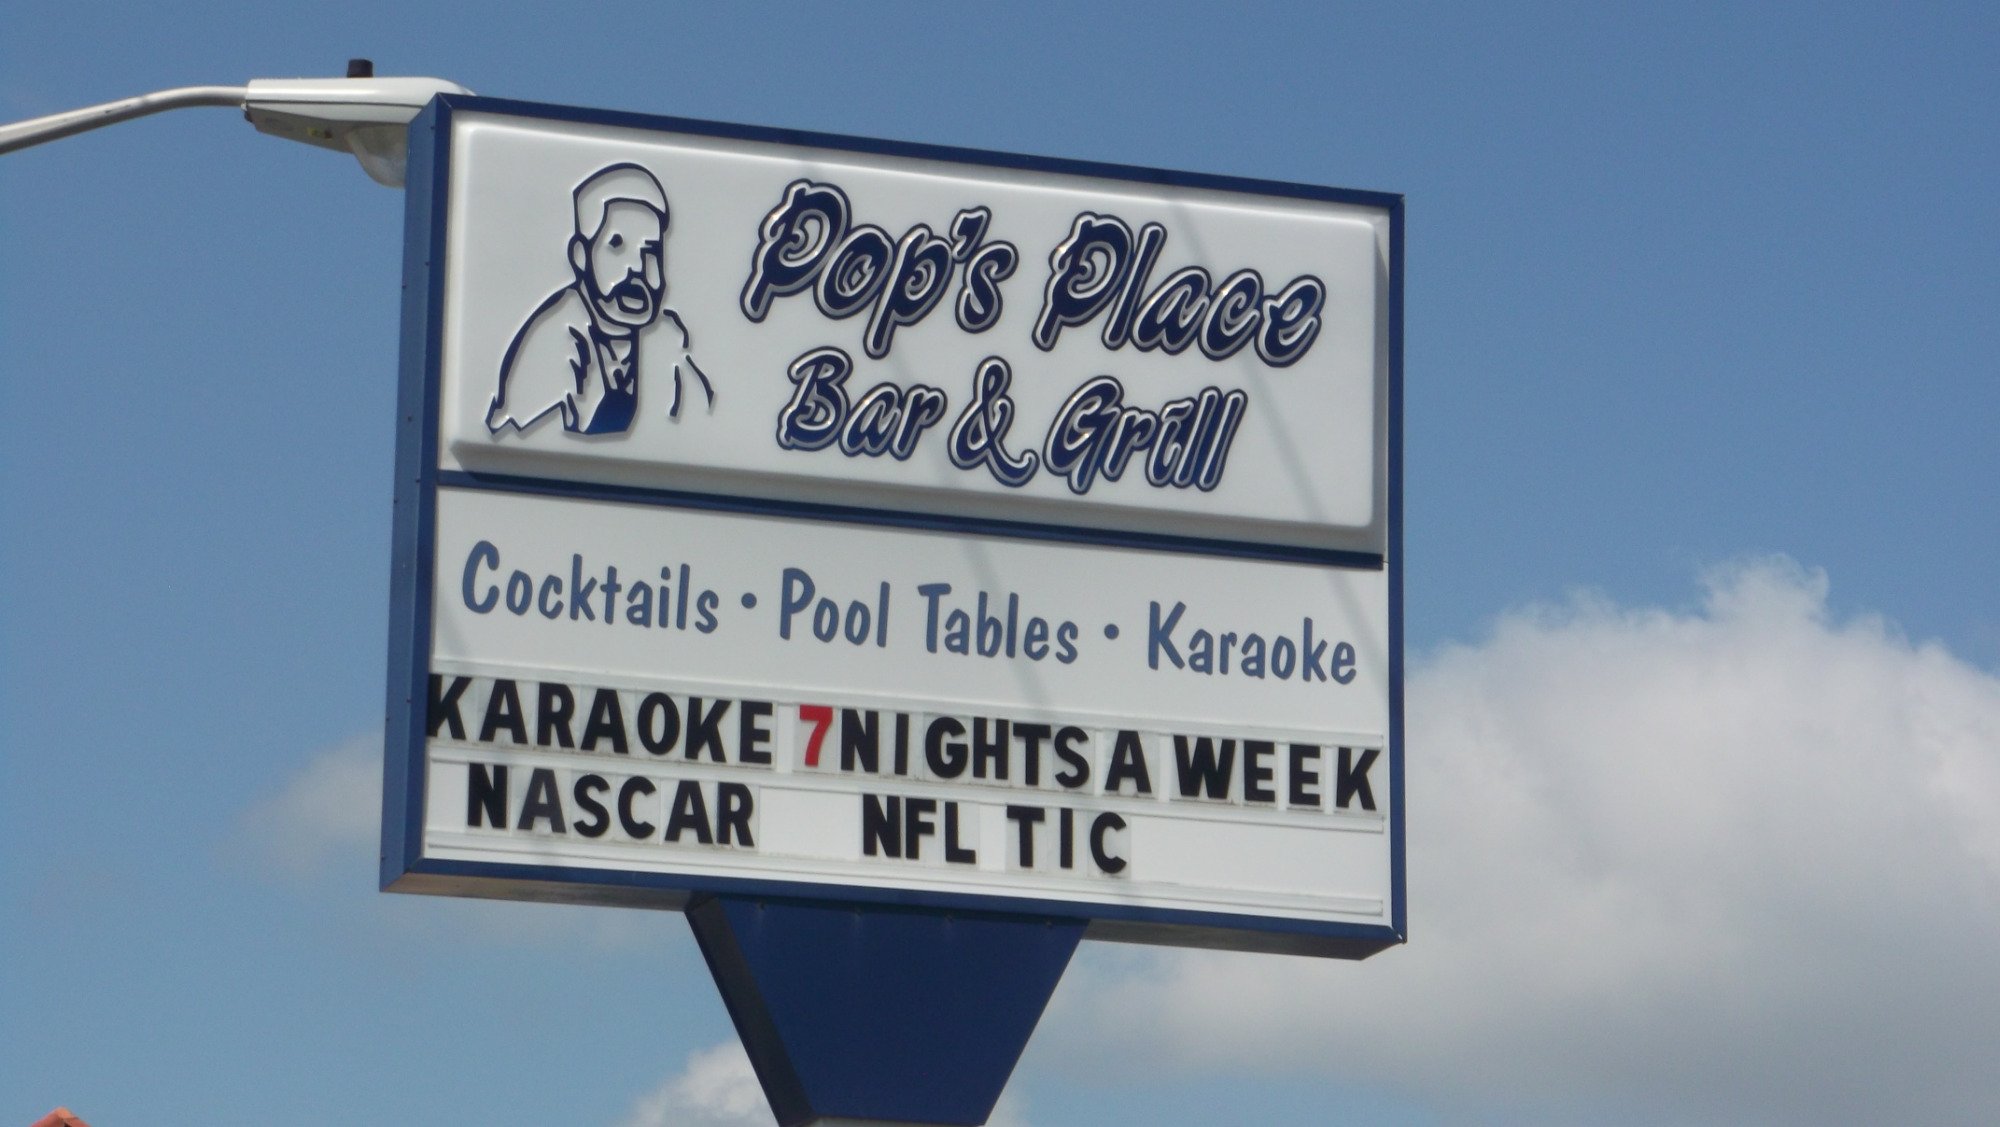 Pop's Place
Bar & Grill
Cocktails • Pool Tables • Karaoke
KARAOKE 7 NIGHTS A WEEK
NASCAR NFL TIC